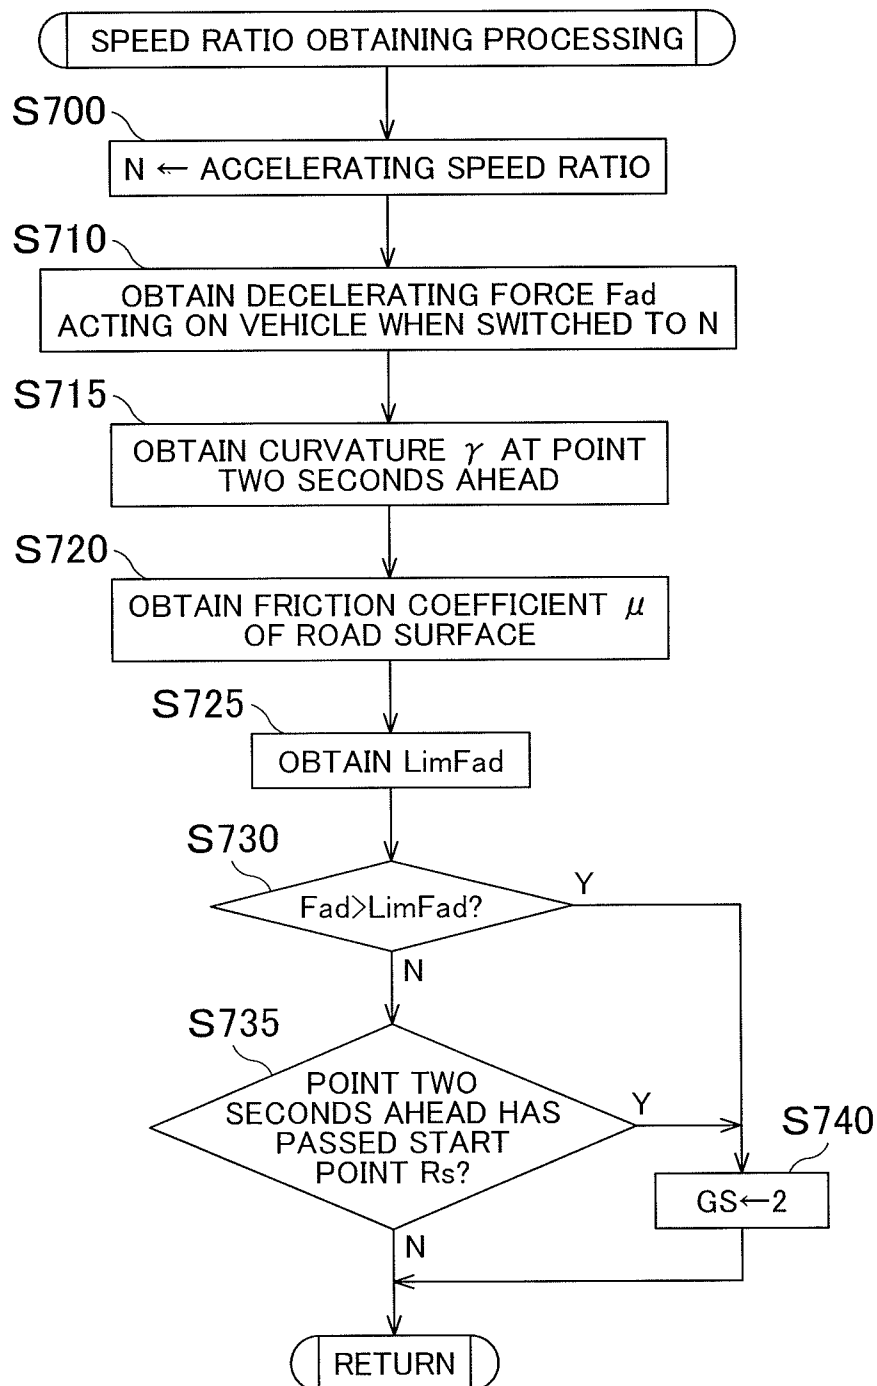 SPEED RATIO OBTAINING PROCESSING
S700
N ← ACCELERATING SPEED RATIO
S710
OBTAIN DECELERATING FORCE Fad
ACTING ON VEHICLE WHEN SWITCHED TO N
S715
OBTAIN CURVATURE γ AT POINT
TWO SECONDS AHEAD
S720
OBTAIN FRICTION COEFFICIENT μ
OF ROAD SURFACE
S725
OBTAIN LimFad
S730
Fad>LimFad?
Y
N
S735
POINT TWO
SECONDS AHEAD HAS
PASSED START
POINT Rs?
Y
S740
GS←2
N
RETURN